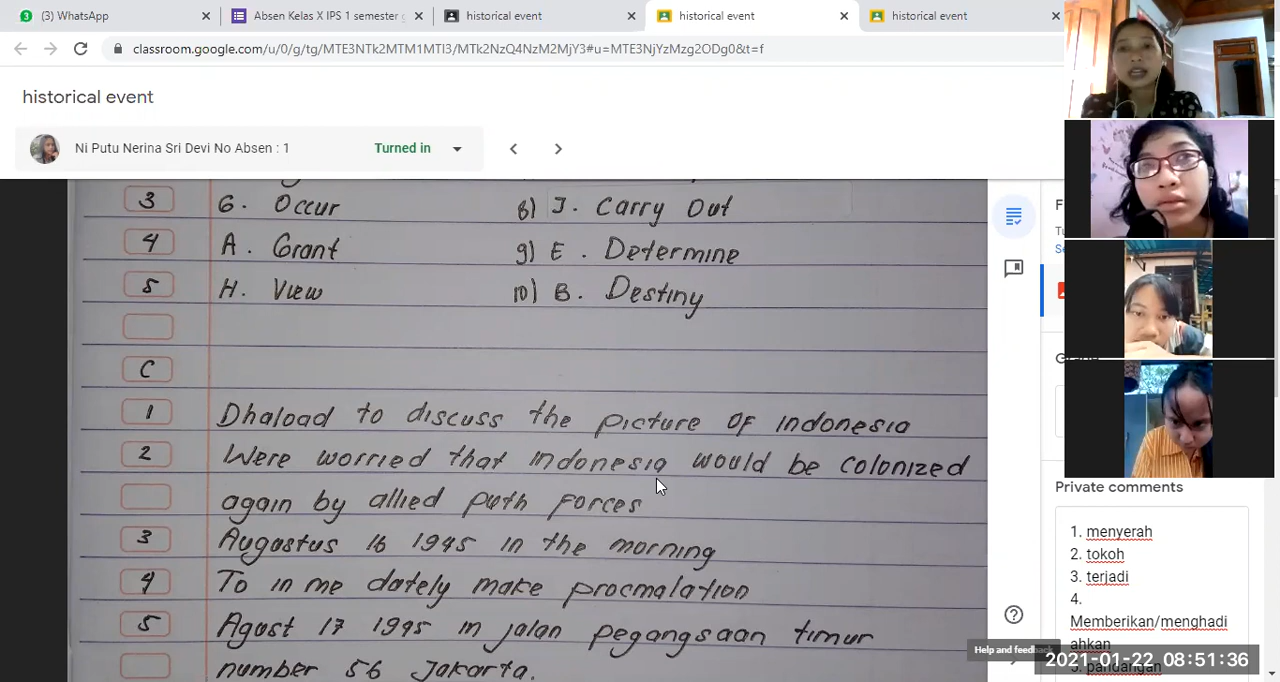 (3) WhatsApp
Absen Kelas X IPS 1 semester
historical event
historical event
historical event
classroom.google.com/u/0/g/tg/MTE3NTk2MTM1MTI3/MTk2NzQ4NzM2MjY3#u=MTE3NjYzMzg2ODg0&t=f
historical event
Ni Putu Nerina Sri Devi No Absen : 1
Turned in
3 G. Occur 8) J. Carry Out
4 A. Grant 9) E. Determine
5 H. View 10) B. Destiny
C
1 Dhaload to discuss the picture OF Indonesia
2 Were worried that Indonesia would be colonized
again by allied puth forces
3 Augustus 16 1945 in the morning
4 To in me dately make procmalation
5 Agust 17 1945 in jalan pegangsaan timur
number 56 Jakarta.
Private comments
1. menyerah
2. tokoh
3. terjadi
4.
Memberikan/menghadi
ahkan
5. pandangan
Help and feedback
2021-01-22 08:51:36